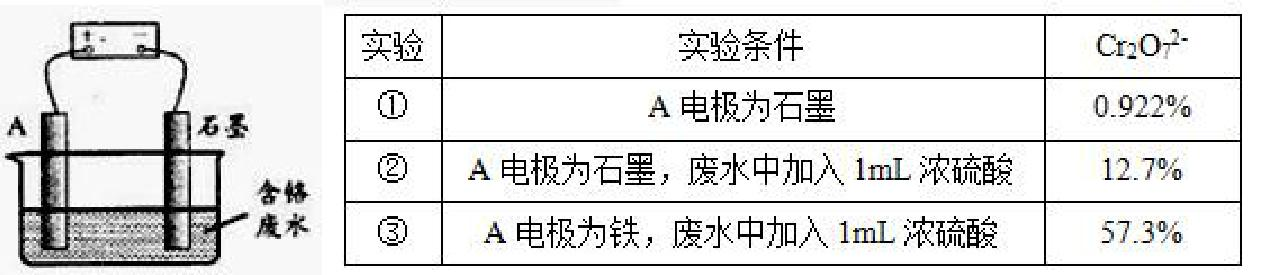 + -
A 石墨
含铬
废水
实验 实验条件 Cr₂O₇²⁻
① A 电极为石墨 0.922%
② A 电极为石墨，废水中加入 1mL 浓硫酸 12.7%
③ A 电极为铁，废水中加入 1mL 浓硫酸 57.3%